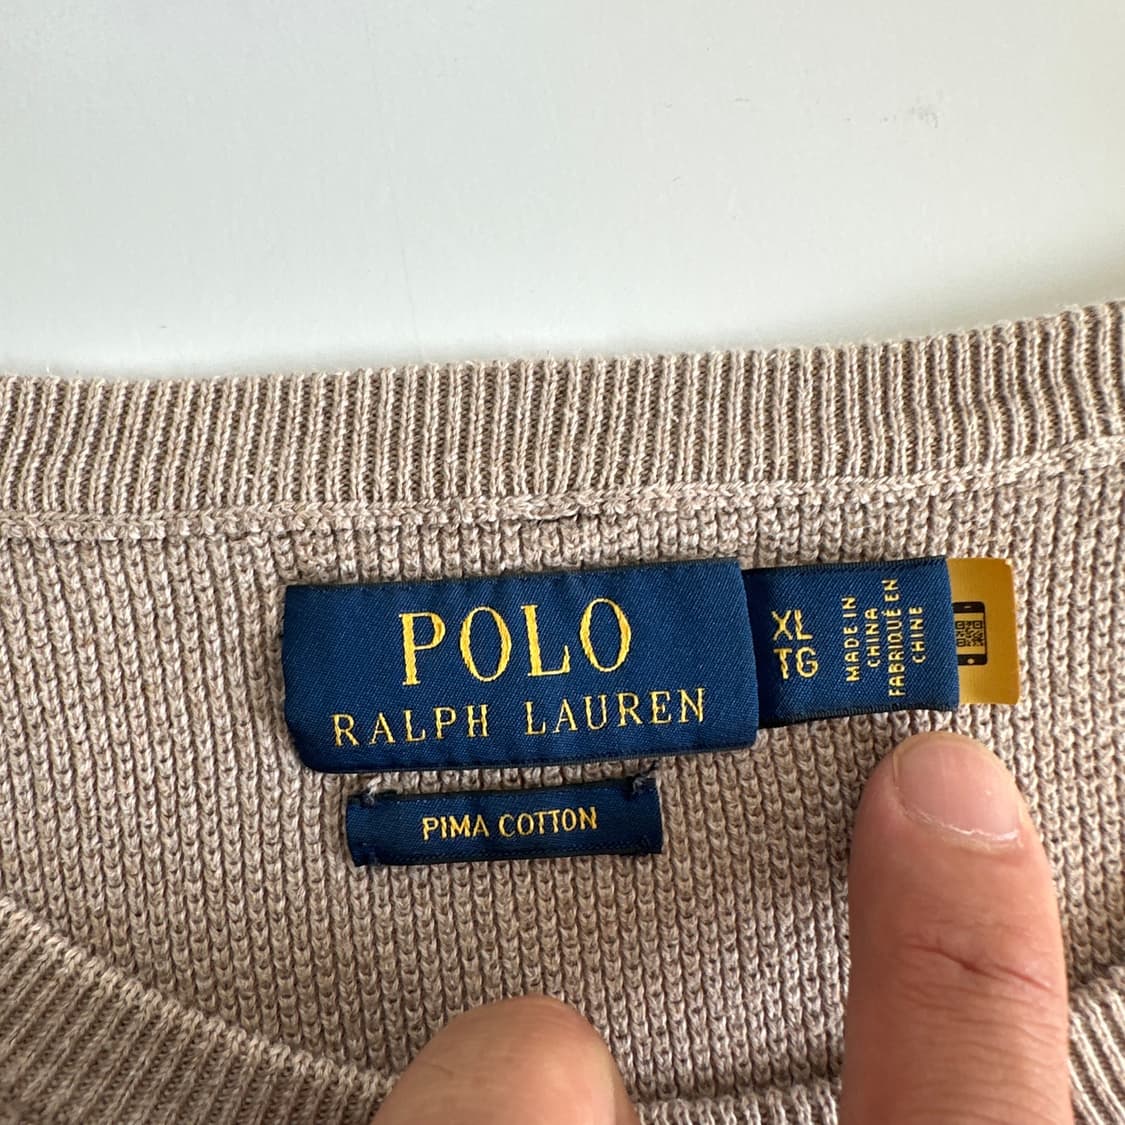 POLO
RALPH LAUREN
XL
TG
MADE IN
CHINA
FABRIQUÉ EN
CHINE
PIMA COTTON